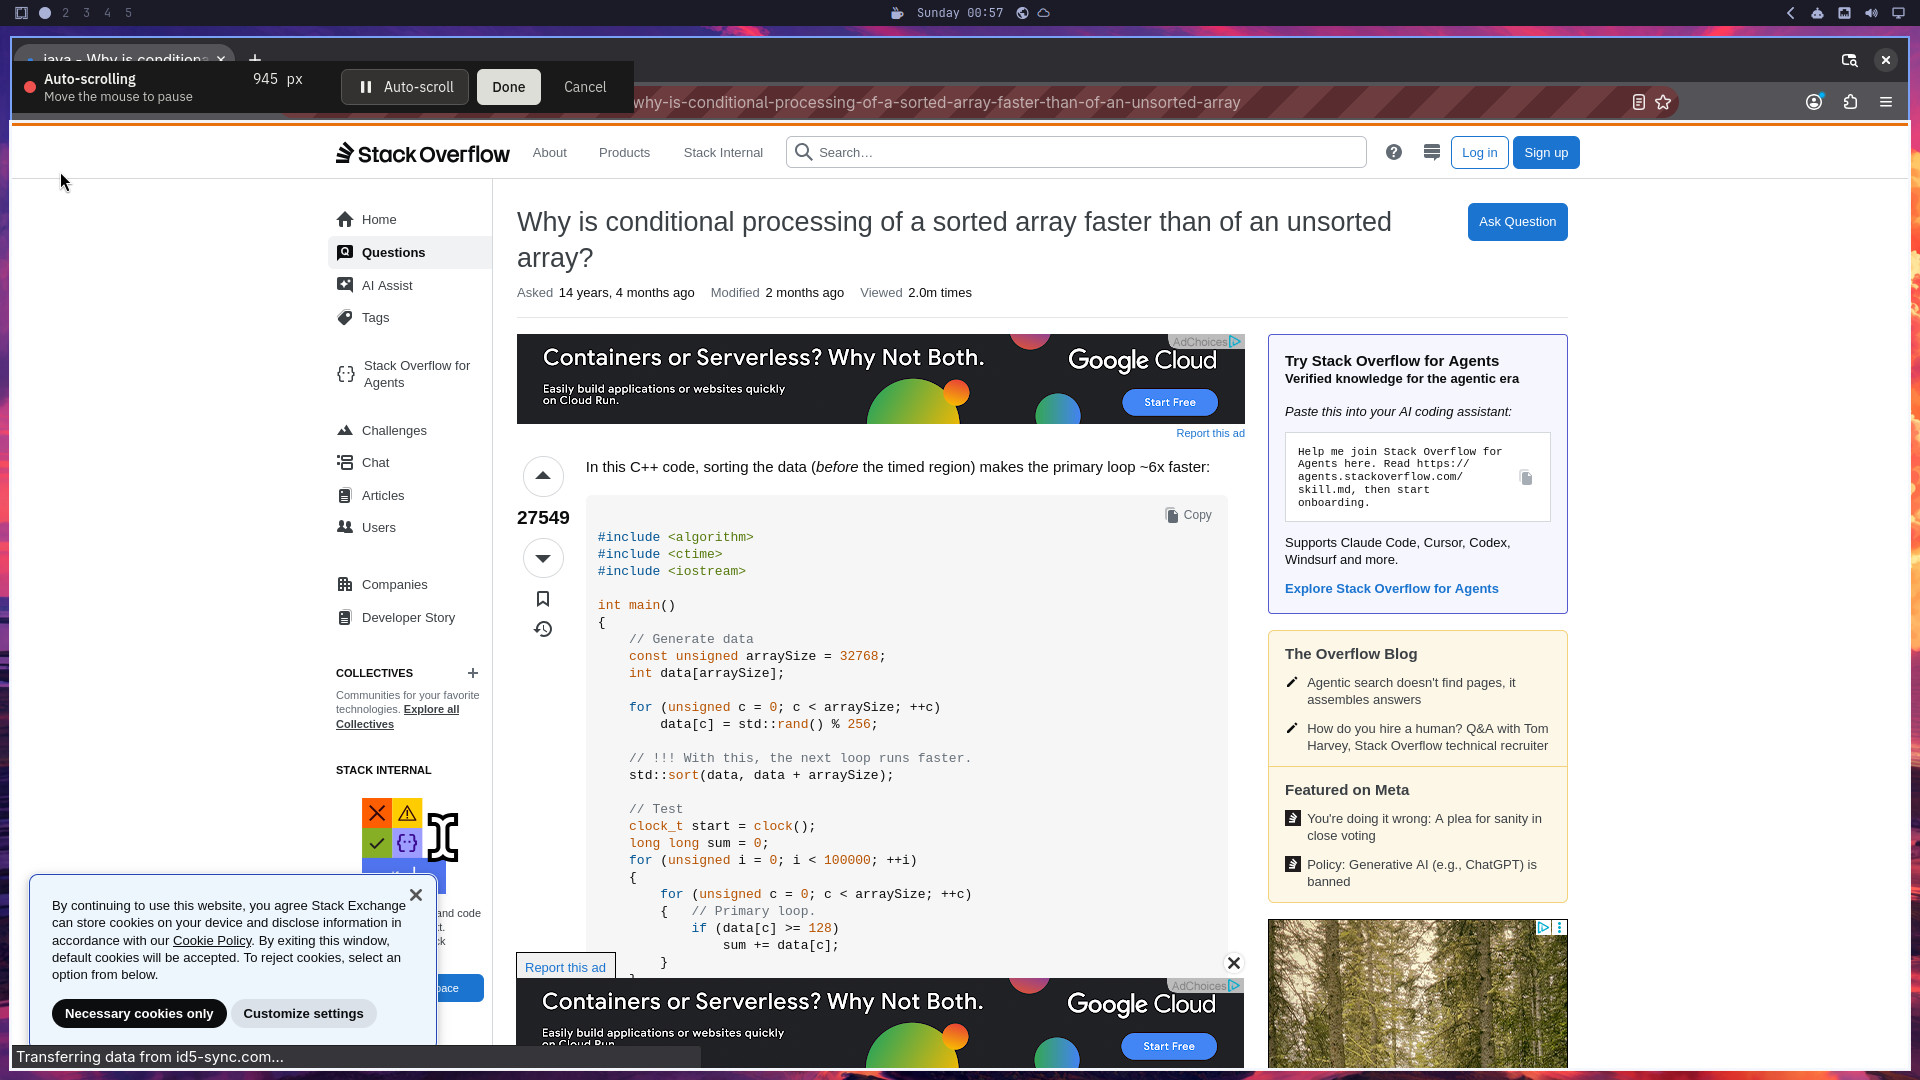 2 3 4 5
Sunday 00:57
java - Why is condition
Auto-scrolling
Move the mouse to pause
945 px
Auto-scroll
Done
Cancel
why-is-conditional-processing-of-a-sorted-array-faster-than-of-an-unsorted-array
Stack Overflow
About
Products
Stack Internal
Search…
Log in
Sign up
Home
Questions
AI Assist
Tags
Stack Overflow for
Agents
Challenges
Chat
Articles
Users
Companies
Developer Story
COLLECTIVES
Communities for your favorite
technologies. Explore all
Collectives
STACK INTERNAL
and code
Why is conditional processing of a sorted array faster than of an unsorted
array?
Ask Question
Asked 14 years, 4 months ago Modified 2 months ago Viewed 2.0m times
AdChoices
Containers or Serverless? Why Not Both.
Easily build applications or websites quickly
on Cloud Run.
Google Cloud
Start Free
Report this ad
27549
In this C++ code, sorting the data (before the timed region) makes the primary loop ~6x faster:
Copy
#include <algorithm>
#include <ctime>
#include <iostream>
int main()
{
    // Generate data
    const unsigned arraySize = 32768;
    int data[arraySize];
    for (unsigned c = 0; c < arraySize; ++c)
        data[c] = std::rand() % 256;
    // !!! With this, the next loop runs faster.
    std::sort(data, data + arraySize);
    // Test
    clock_t start = clock();
    long long sum = 0;
    for (unsigned i = 0; i < 100000; ++i)
    {
        for (unsigned c = 0; c < arraySize; ++c)
        {   // Primary loop.
            if (data[c] >= 128)
                sum += data[c];
        }
Try Stack Overflow for Agents
Verified knowledge for the agentic era
Paste this into your AI coding assistant:
Help me join Stack Overflow for
Agents here. Read https://
agents.stackoverflow.com/
skill.md, then start
onboarding.
Supports Claude Code, Cursor, Codex,
Windsurf and more.
Explore Stack Overflow for Agents
The Overflow Blog
Agentic search doesn't find pages, it
assembles answers
How do you hire a human? Q&A with Tom
Harvey, Stack Overflow technical recruiter
Featured on Meta
You're doing it wrong: A plea for sanity in
close voting
Policy: Generative AI (e.g., ChatGPT) is
banned
By continuing to use this website, you agree Stack Exchange
can store cookies on your device and disclose information in
accordance with our Cookie Policy. By exiting this window,
default cookies will be accepted. To reject cookies, select an
option from below.
Necessary cookies only
Customize settings
Report this ad
AdChoices
Containers or Serverless? Why Not Both.
Easily build applications or websites quickly
on Cloud Run.
Google Cloud
Start Free
Transferring data from id5-sync.com…